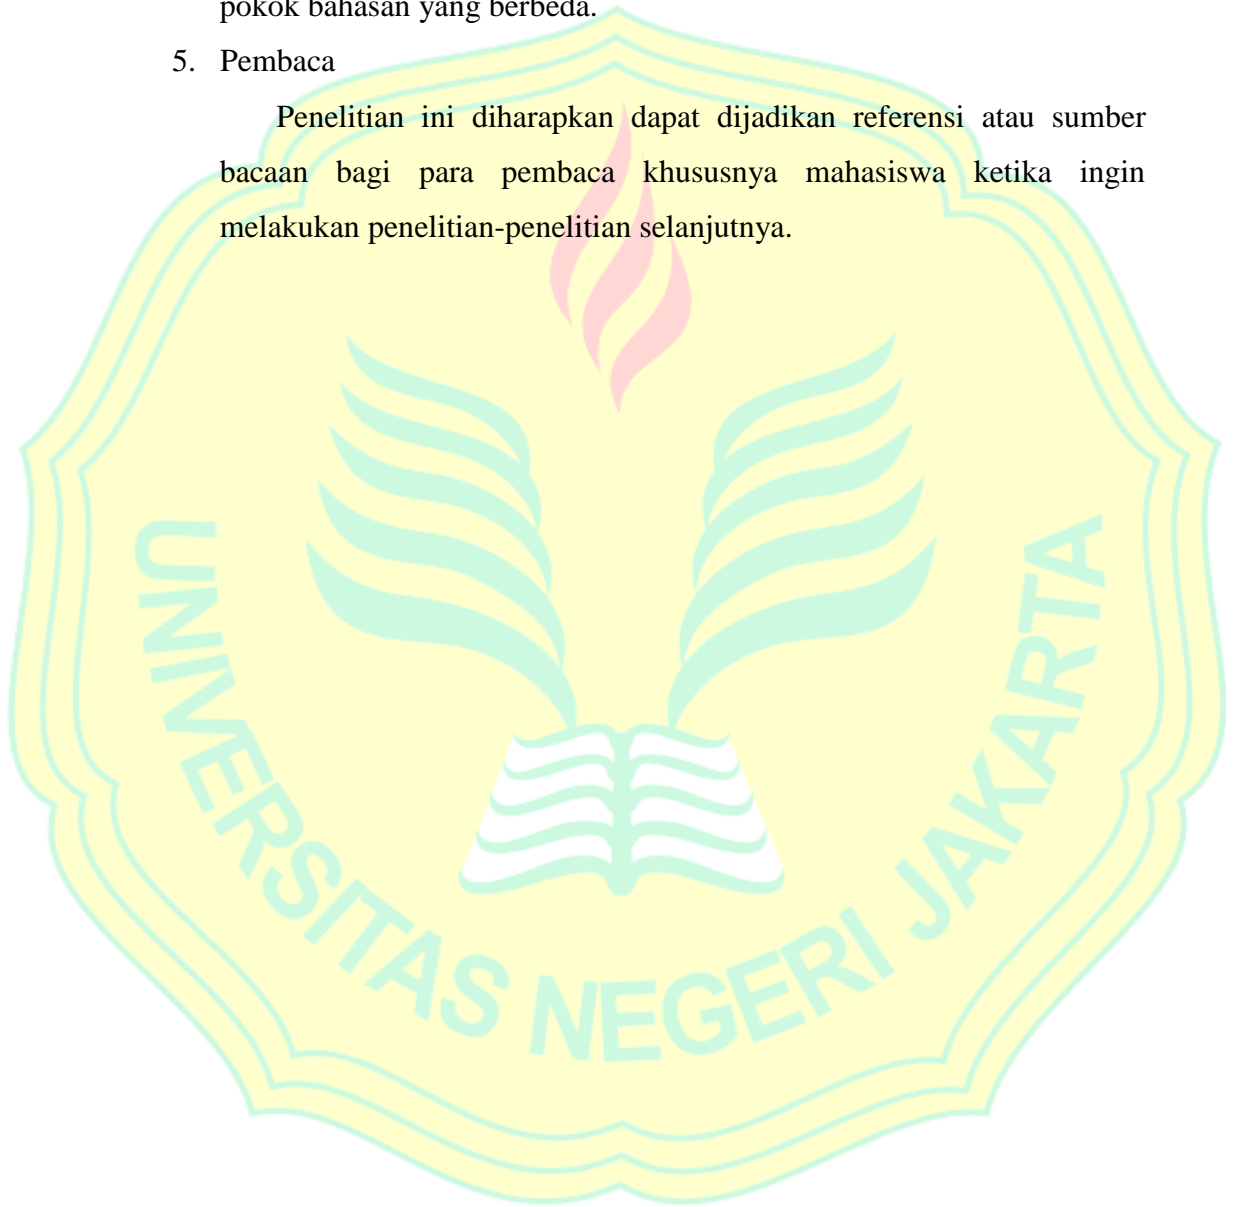 pokok bahasan yang berbeda.
5. Pembaca
Penelitian ini diharapkan dapat dijadikan referensi atau sumber
bacaan bagi para pembaca khususnya mahasiswa ketika ingin
melakukan penelitian-penelitian selanjutnya.
UNIVERSITAS NEGERI JAKARTA